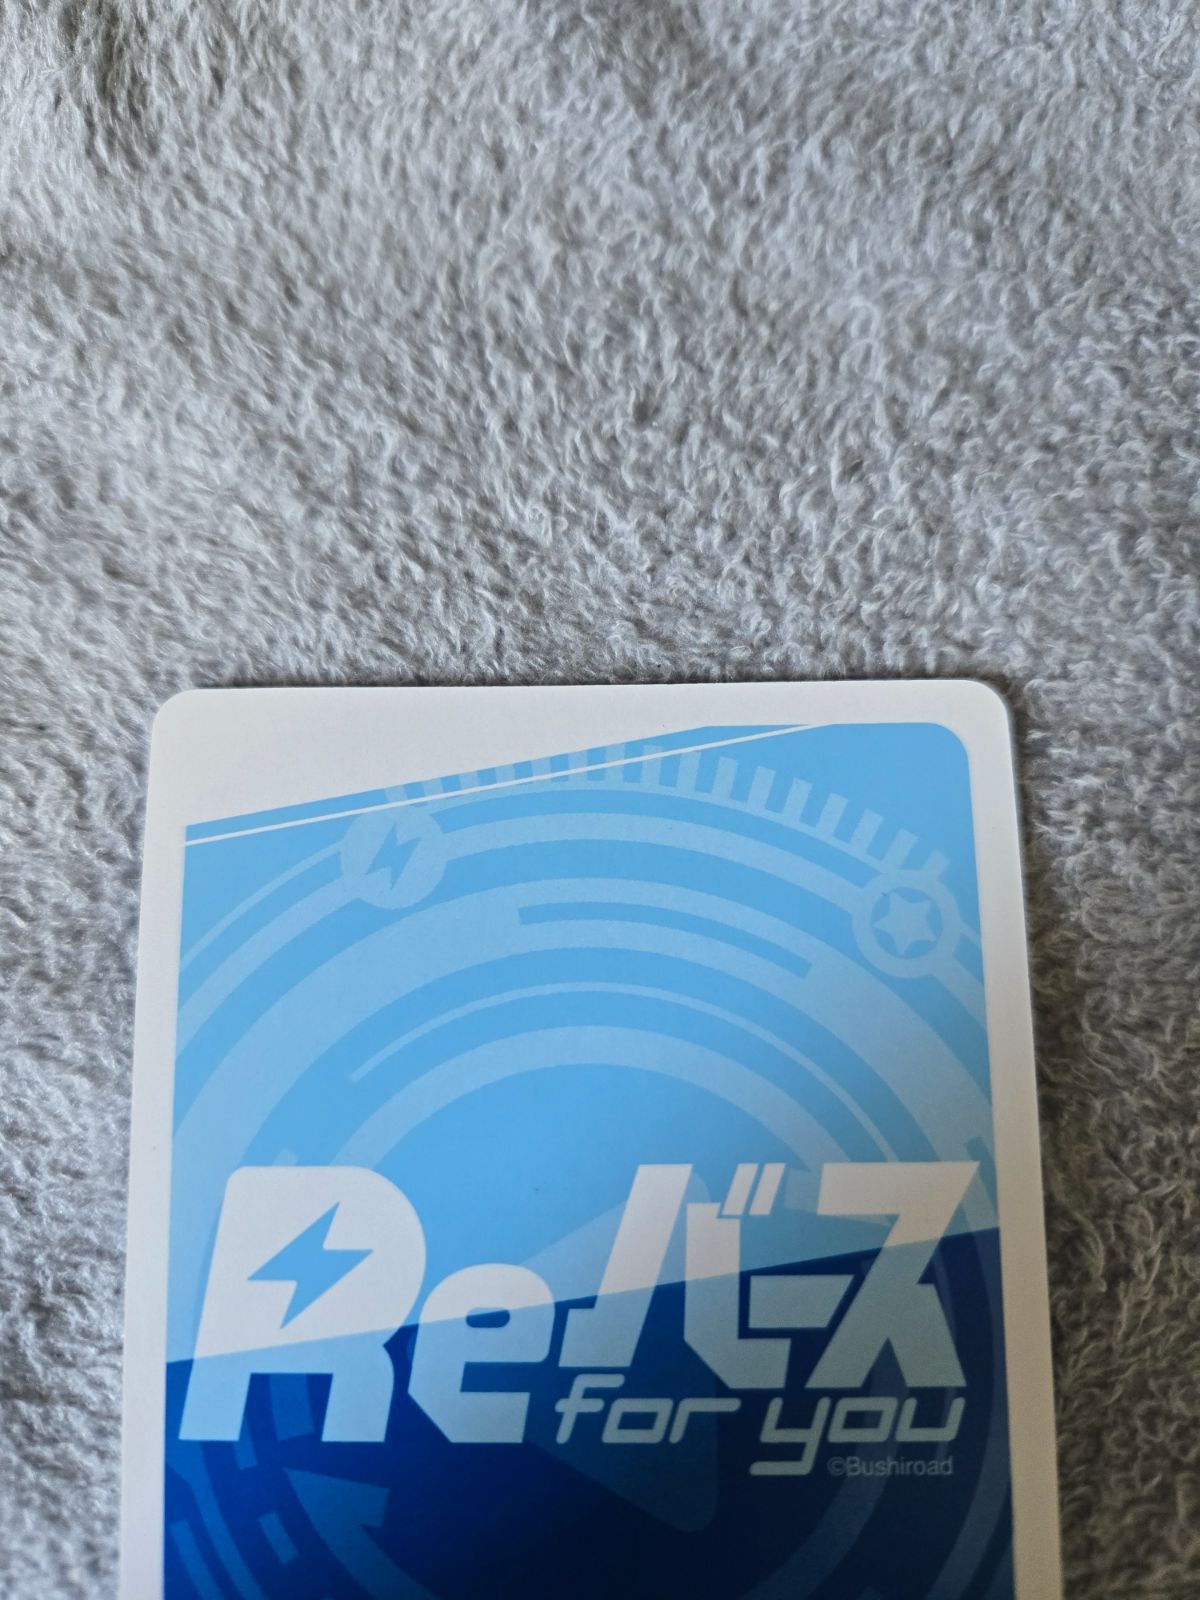 Reバース
for you
©Bushiroad